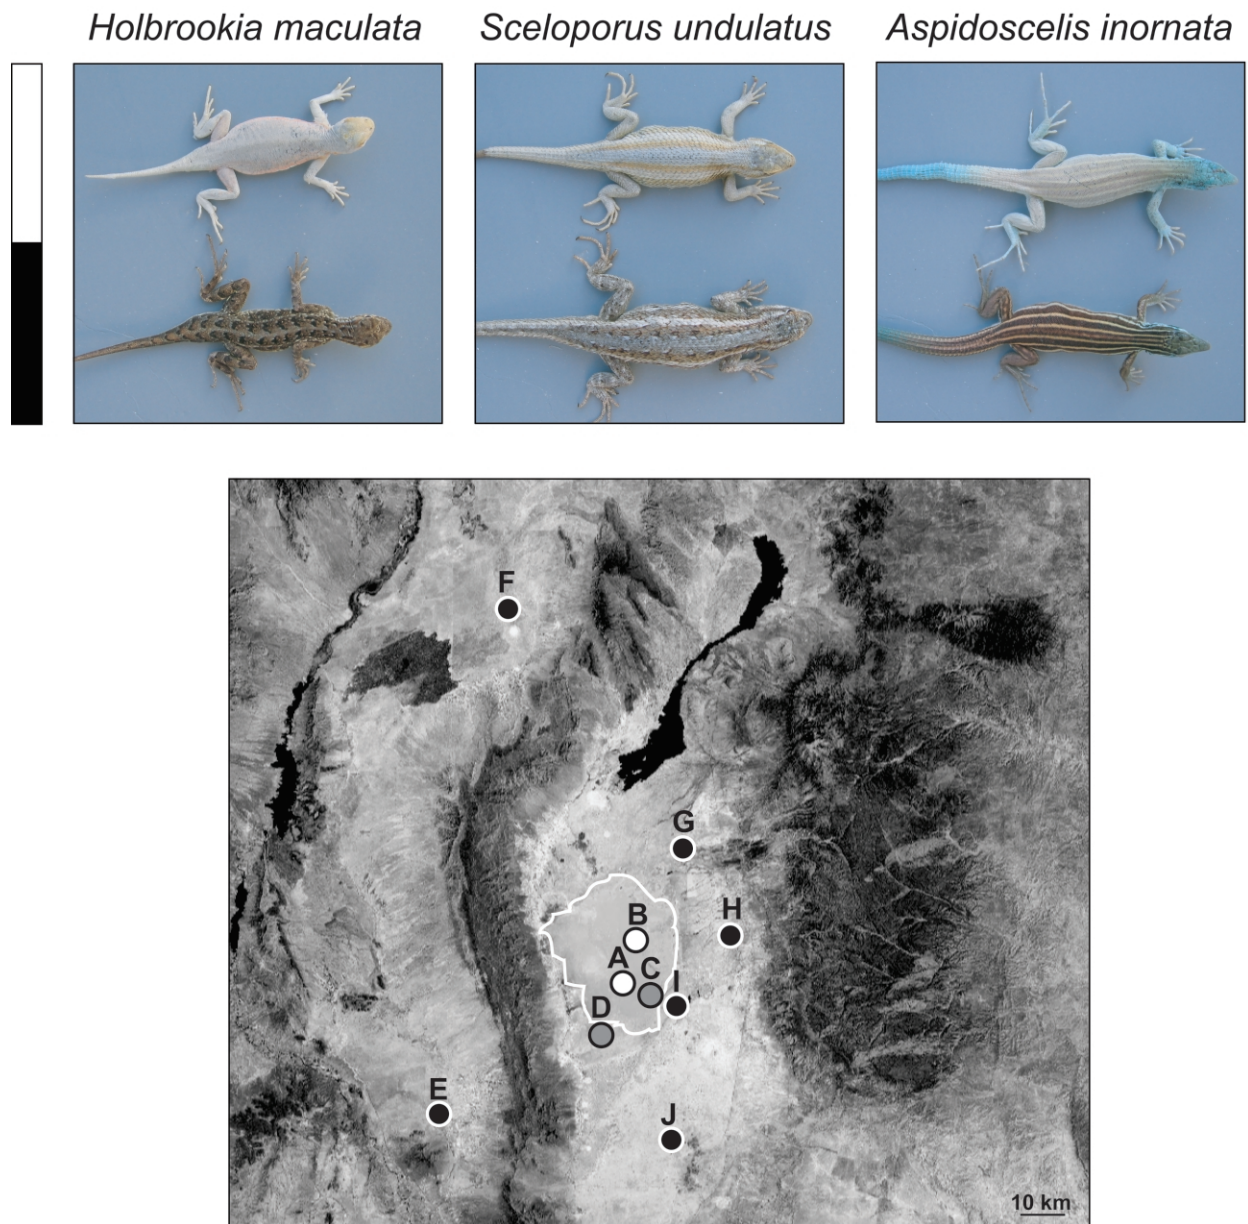 Holbrookia maculata Sceloporus undulatus Aspidoscelis inornata
F
G
B
H
A
C
I
D
E
J
10 km